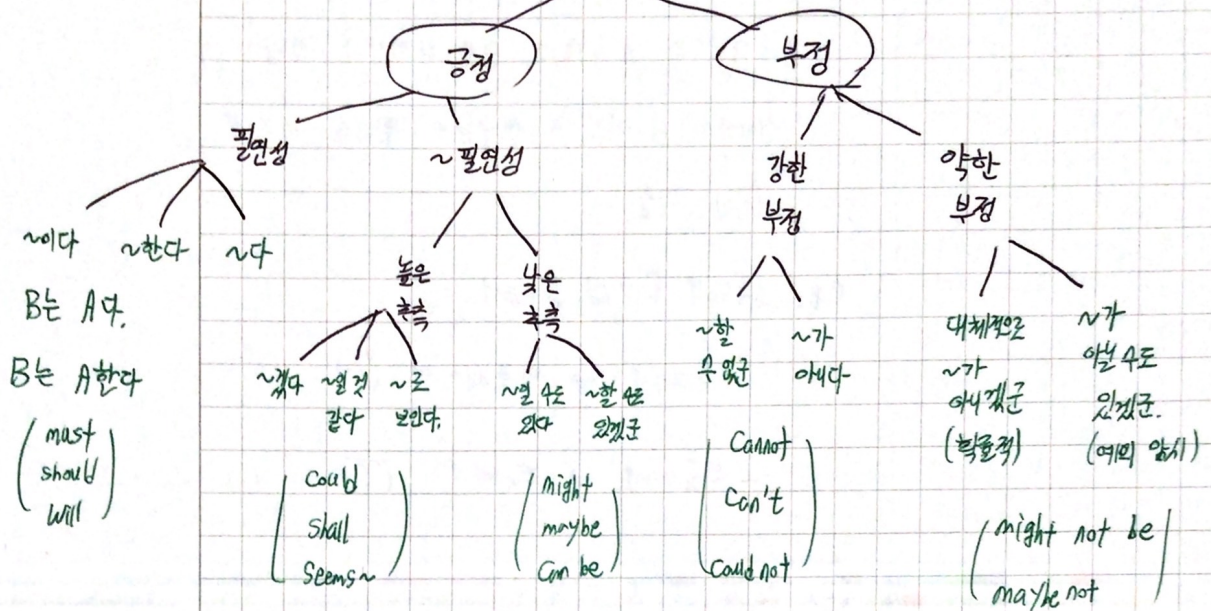 긍정
부정
필연성
~ 필연성
강한
부정
약한
부정
~이다
~한다
~다
높은
추측
낮은
추측
B는 A다.
B는 A한다
(must
should
will)
~겠다
~일 것
같다
~로
보인다.
~일 수도
있다
~할 수도
있겠군
(could
shall
seems~)
(might
maybe
can be)
~할
수 없군
~가
아니다
(cannot
can't
could not)
대체적으로
~가
아니겠군
(확률적)
~가
아닐 수도
있겠군.
(예외 암시)
(might not be
maybe not)